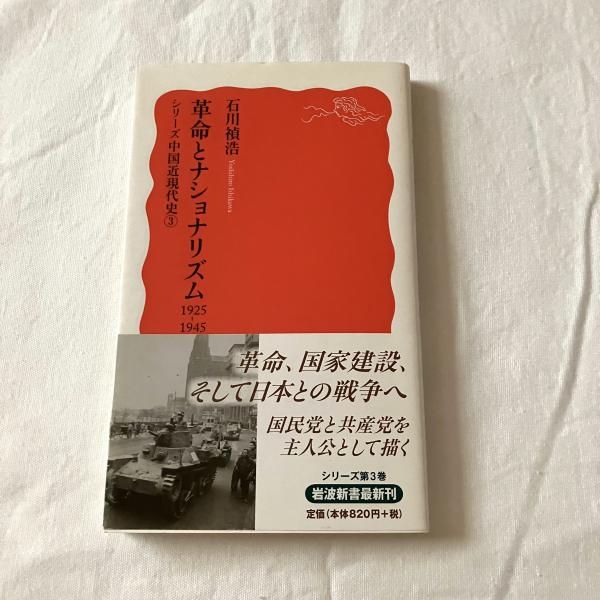 石川禎浩
Yoshihiro Ishikawa
革命とナショナリズム
1925
-
1945
シリーズ 中国近現代史③
革命、国家建設、
そして日本との戦争へ
国民党と共産党を
主人公として描く
シリーズ第3巻
岩波新書最新刊
定価(本体820円+税)